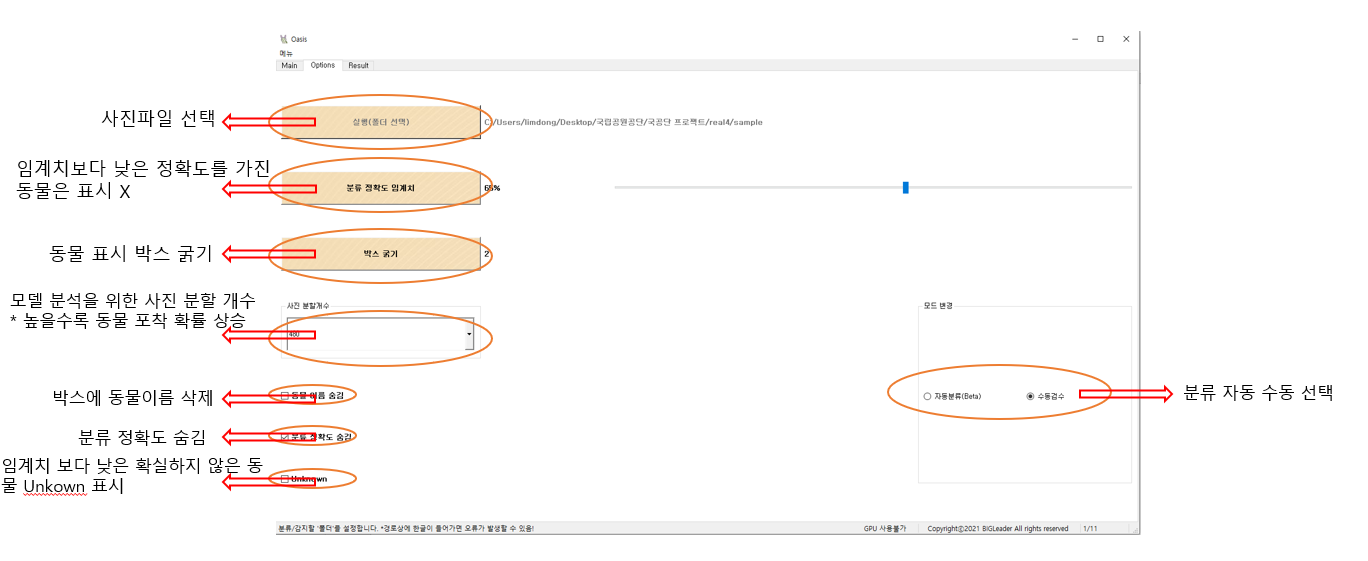 Oasis
메뉴
Main Options Result
사진파일 선택
실행(폴더 선택)
C:/Users/limdong/Desktop/국립공원공단/국공단 프로젝트/real4/sample
임계치보다 낮은 정확도를 가진
동물은 표시 X
분류 정확도 임계치
65%
동물 표시 박스 굵기
박스 굵기
2
모델 분석을 위한 사진 분할 개수
* 높을수록 동물 포착 확률 상승
사진 분할개수
480
모드 변경
박스에 동물이름 삭제
동물 이름 숨김
자동분류(Beta)
수동검수
분류 자동 수동 선택
분류 정확도 숨김
분류 정확도 숨김
임계치 보다 낮은 확실하지 않은 동
물 Unkown 표시
Unknown
분류/감지할 '폴더'를 설정합니다. *경로상에 한글이 들어가면 오류가 발생할 수 있음!
GPU 사용불가
Copyrightⓒ2021 BIGLeader All rights reserved
1/11